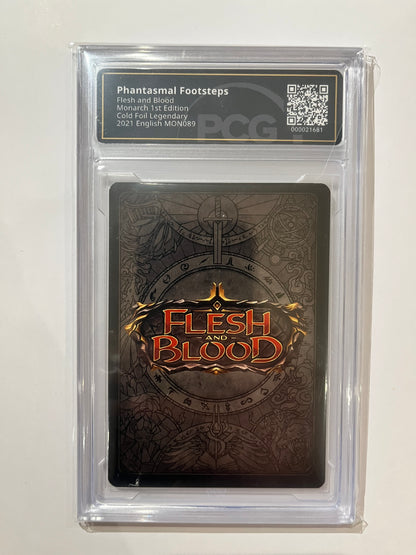 Phantasmal Footsteps
Flesh and Blood
Monarch 1st Edition
Cold Foil Legendary
2021 English MON089
PCG
000021681
FLESH
AND
BLOOD